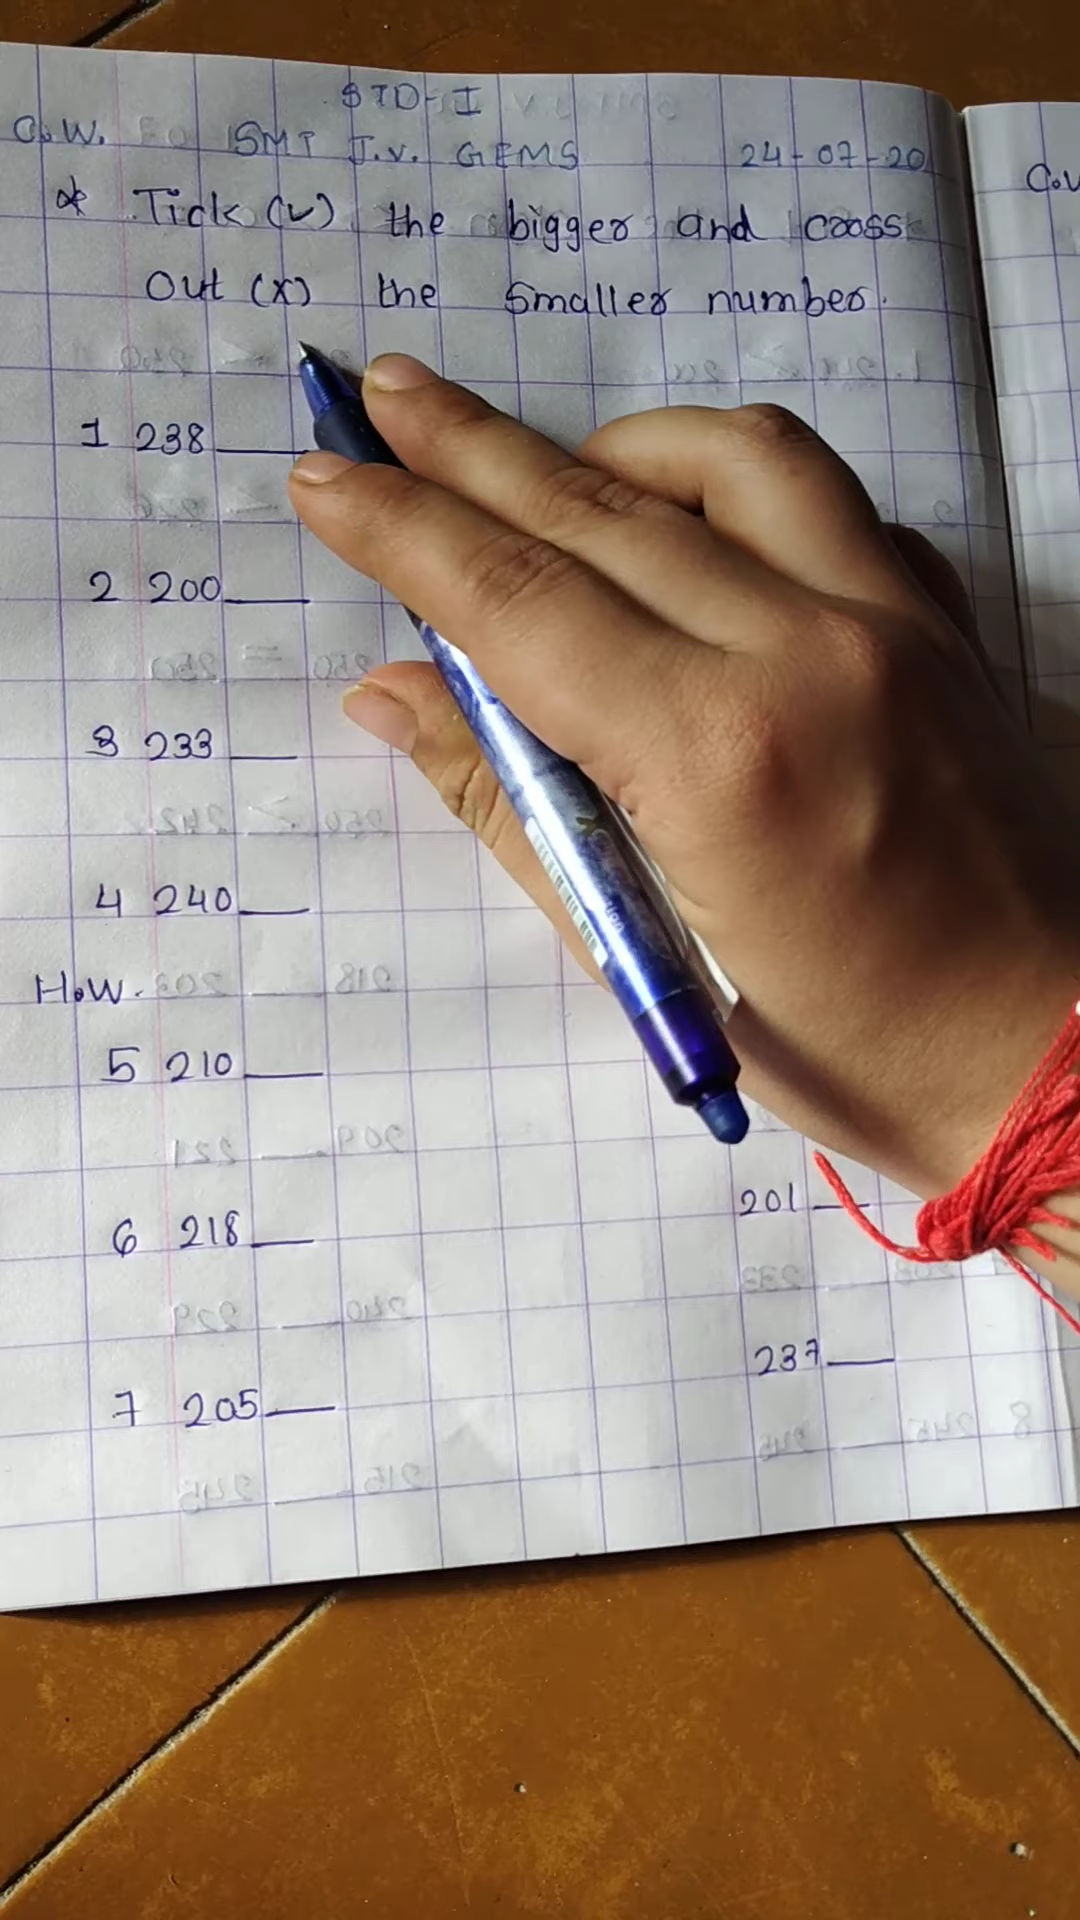 STD-I
C.W. SMT J.V. GEMS 24-07-20
* Tick (✓) the bigger and cross
Out (x) the smaller number.
1 238
2 200
3 233
4 240
H.W.
5 210
6 218 201
7 205 237